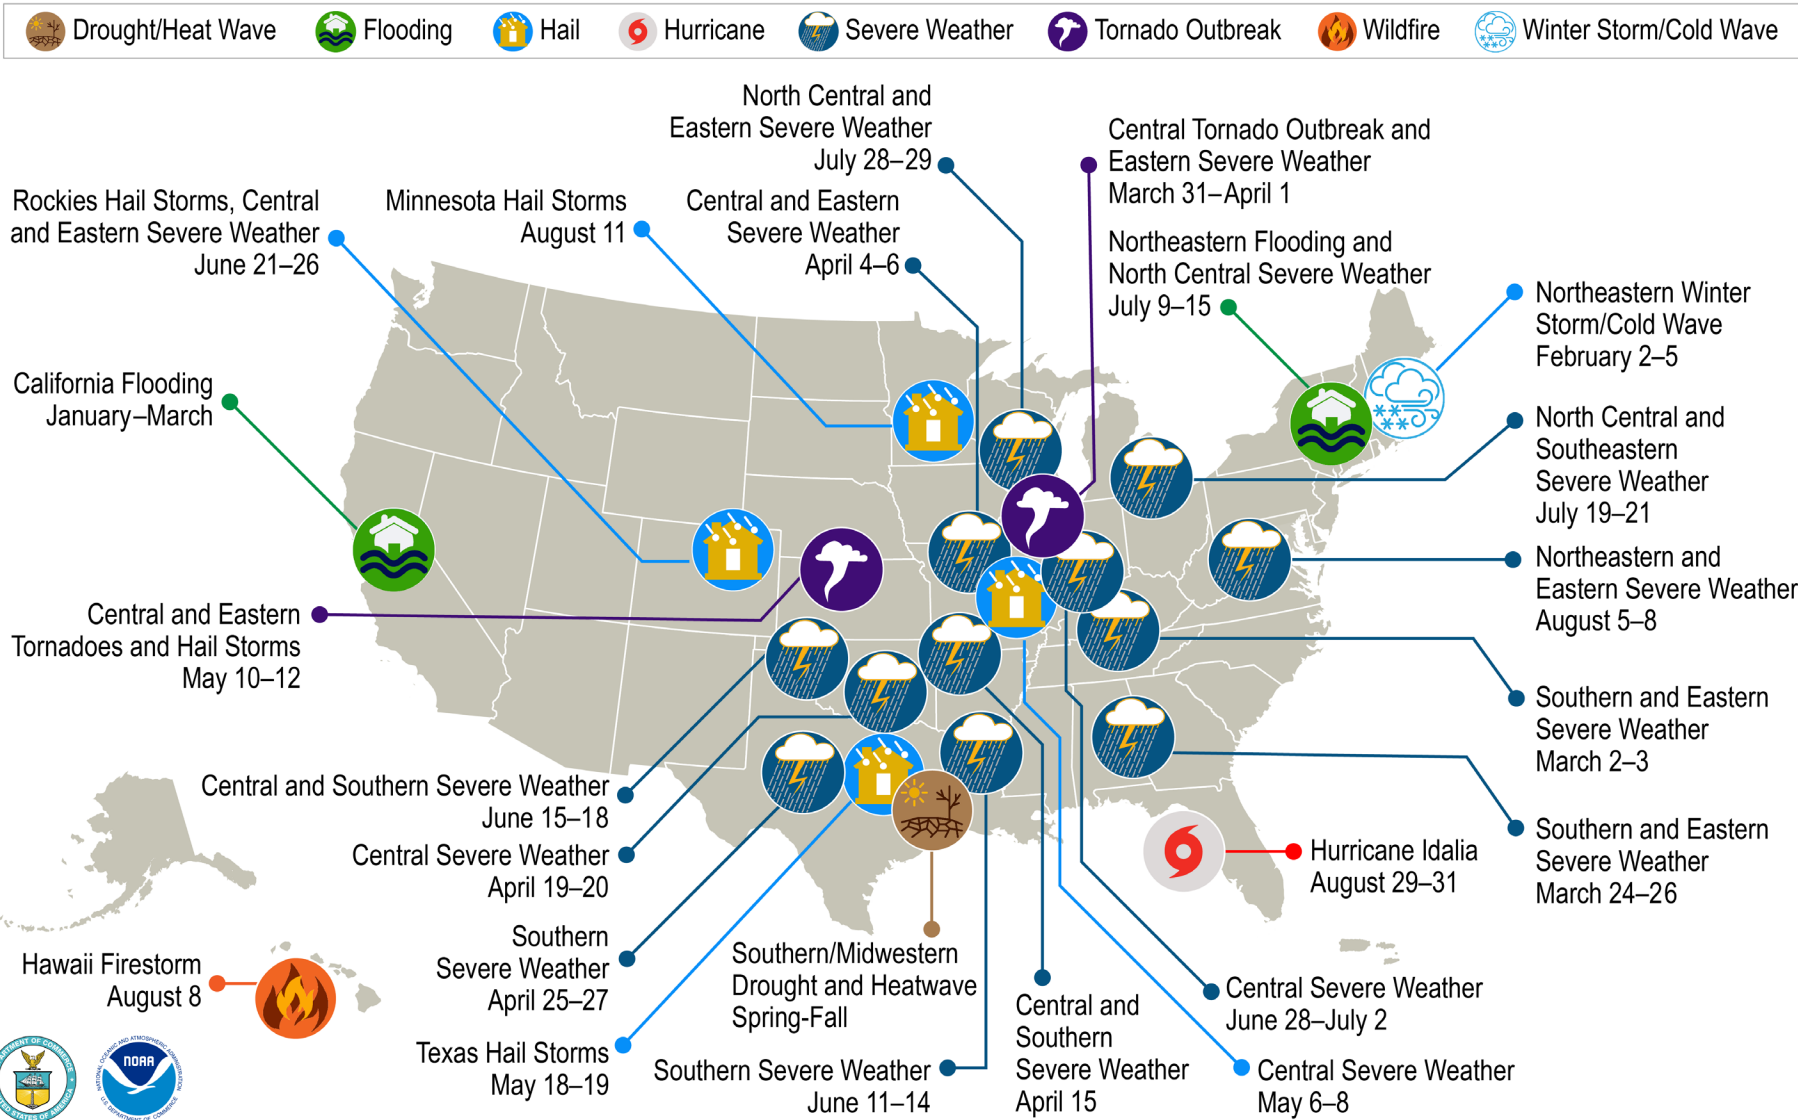 Drought/Heat Wave
Flooding
Hail
Hurricane
Severe Weather
Tornado Outbreak
Wildfire
Winter Storm/Cold Wave
North Central and
Eastern Severe Weather
July 28–29
Central Tornado Outbreak and
Eastern Severe Weather
March 31–April 1
Rockies Hail Storms, Central
and Eastern Severe Weather
June 21–26
Minnesota Hail Storms
August 11
Central and Eastern
Severe Weather
April 4–6
Northeastern Flooding and
North Central Severe Weather
July 9–15
Northeastern Winter
Storm/Cold Wave
February 2–5
California Flooding
January–March
North Central and
Southeastern
Severe Weather
July 19–21
Northeastern and
Eastern Severe Weather
August 5–8
Central and Eastern
Tornadoes and Hail Storms
May 10–12
Southern and Eastern
Severe Weather
March 2–3
Central and Southern Severe Weather
June 15–18
Central Severe Weather
April 19–20
Southern and Eastern
Severe Weather
March 24–26
Hurricane Idalia
August 29–31
Southern
Severe Weather
April 25–27
Hawaii Firestorm
August 8
Southern/Midwestern
Drought and Heatwave
Spring-Fall
Central and
Southern
Severe Weather
April 15
Central Severe Weather
June 28–July 2
Texas Hail Storms
May 18–19
Southern Severe Weather
June 11–14
Central Severe Weather
May 6–8
NOAA
NATIONAL OCEANIC AND ATMOSPHERIC ADMINISTRATION
U.S. DEPARTMENT OF COMMERCE